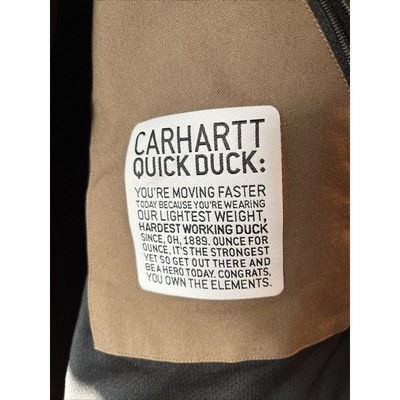 CARHARTT
QUICK DUCK:
YOU'RE MOVING FASTER
TODAY BECAUSE YOU'RE WEARING
OUR LIGHTEST WEIGHT,
HARDEST WORKING DUCK
SINCE, OH, 1889. OUNCE FOR
OUNCE, IT'S THE STRONGEST
YET SO GET OUT THERE AND
BE A HERO TODAY. CONGRATS,
YOU OWN THE ELEMENTS.